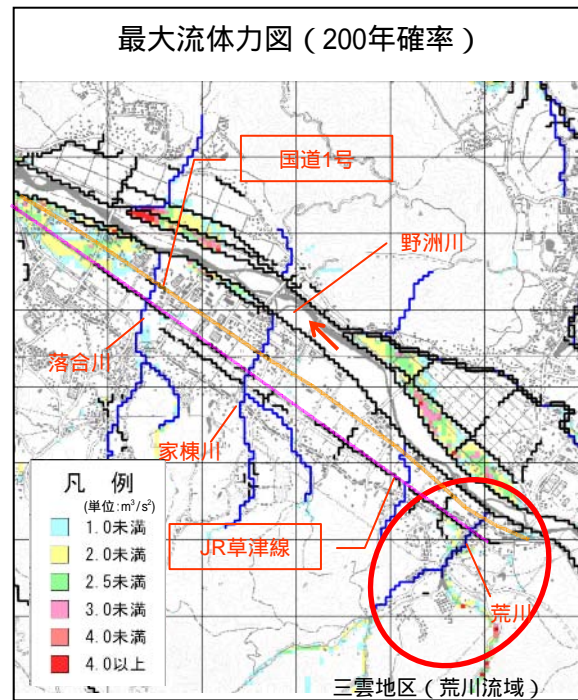 最大流体力図（200年確率）
国道1号
野洲川
落合川
家棟川
凡 例
(単位:m³/s²)
1.0未満
2.0未満
2.5未満
3.0未満
4.0未満
4.0以上
JR草津線
荒川
三雲地区（荒川流域）